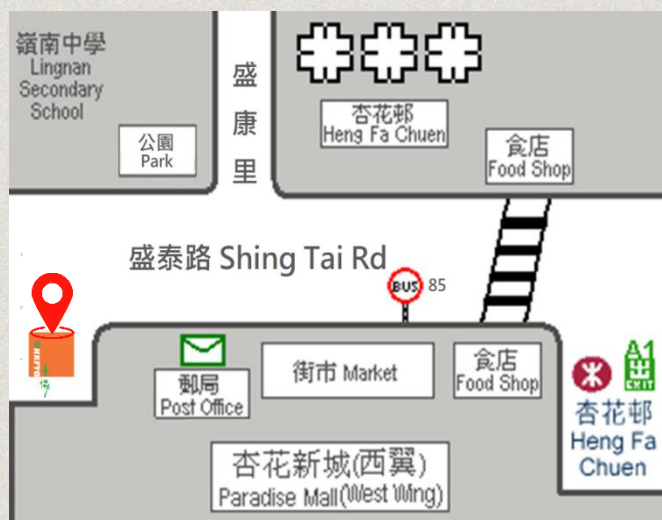 嶺南中學
Lingnan
Secondary
School
公園
Park
盛
康
里
杏花邨
Heng Fa Chuen
食店
Food Shop
盛泰路 Shing Tai Rd
BUS 85
HKFYG
青協
郵局
Post Office
街市 Market
食店
Food Shop
A1
出
EXIT
杏花邨
Heng Fa
Chuen
杏花新城(西翼)
Paradise Mall(West Wing)